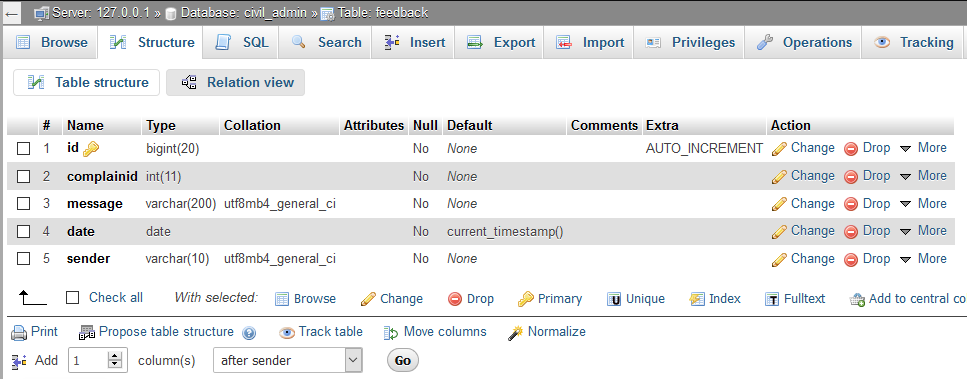 Server: 127.0.0.1 » Database: civil_admin » Table: feedback
Browse Structure SQL Search Insert Export Import Privileges Operations Tracking
Table structure Relation view
# Name Type Collation Attributes Null Default Comments Extra Action
1 id bigint(20) No None AUTO_INCREMENT Change Drop More
2 complainid int(11) No None Change Drop More
3 message varchar(200) utf8mb4_general_ci No None Change Drop More
4 date date No current_timestamp() Change Drop More
5 sender varchar(10) utf8mb4_general_ci No None Change Drop More
Check all With selected: Browse Change Drop Primary Unique Index Fulltext Add to central co
Print Propose table structure Track table Move columns Normalize
Add 1 column(s) after sender Go